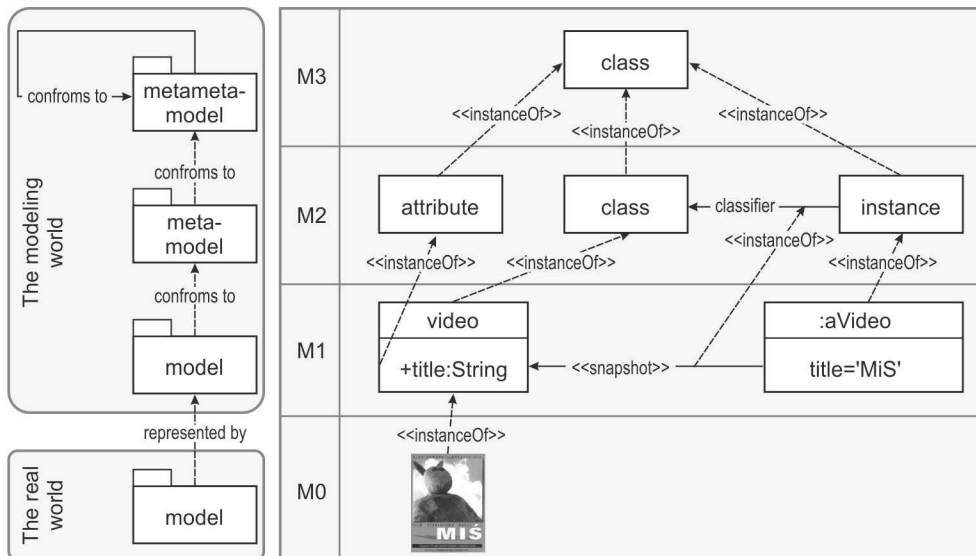 The modeling
world
confroms to
metameta-
model
confroms to
meta-
model
confroms to
model
represented by
The real
world
model
M3
class
<<instanceOf>>
<<instanceOf>>
<<instanceOf>>
M2
attribute
class
classifier
instance
<<instanceOf>>
<<instanceOf>>
<<instanceOf>>
<<instanceOf>>
M1
video
+title:String
<<snapshot>>
:aVideo
title='MiS'
<<instanceOf>>
M0
MIŚ